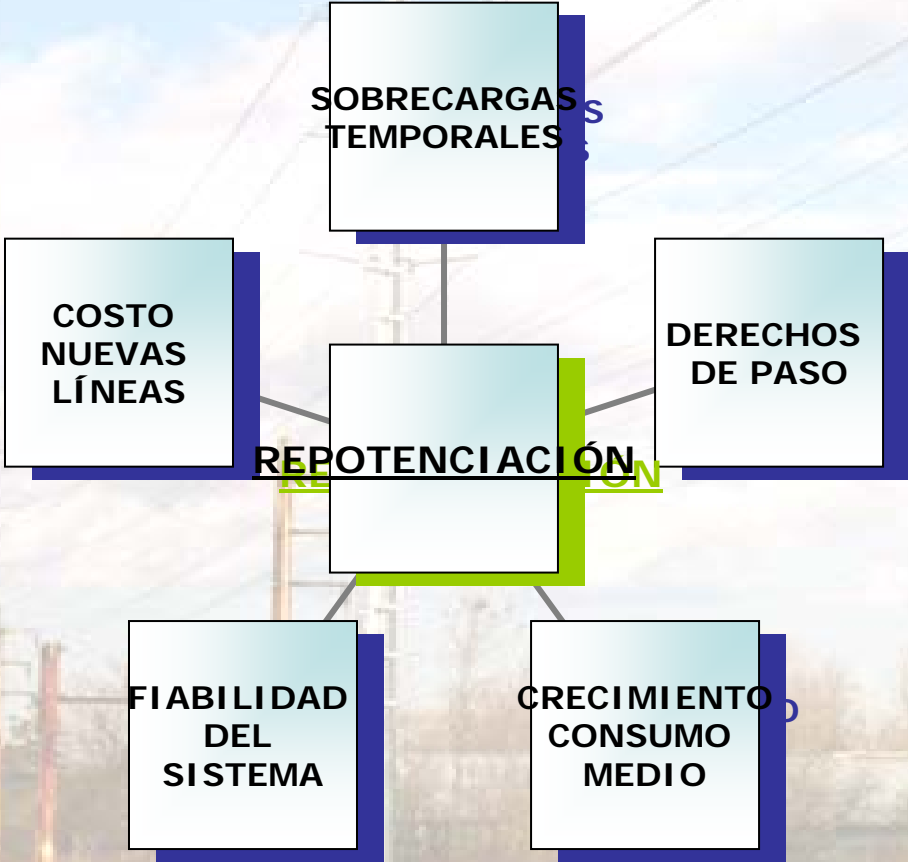 SOBRECARGAS
TEMPORALES
COSTO
NUEVAS
LÍNEAS
DERECHOS
DE PASO
REPOTENCIACIÓN
FIABILIDAD
DEL
SISTEMA
CRECIMIENTO
CONSUMO
MEDIO